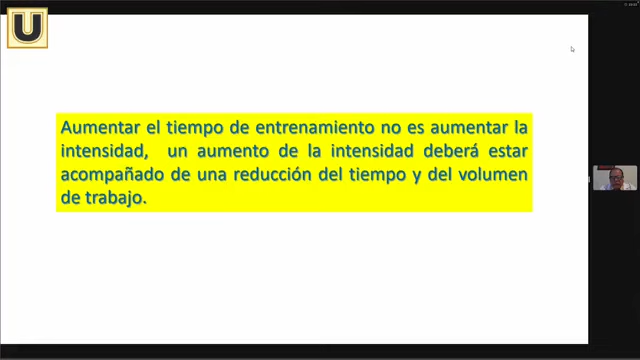 U
Aumentar el tiempo de entrenamiento no es aumentar la
intensidad, un aumento de la intensidad deberá estar
acompañado de una reducción del tiempo y del volumen
de trabajo.